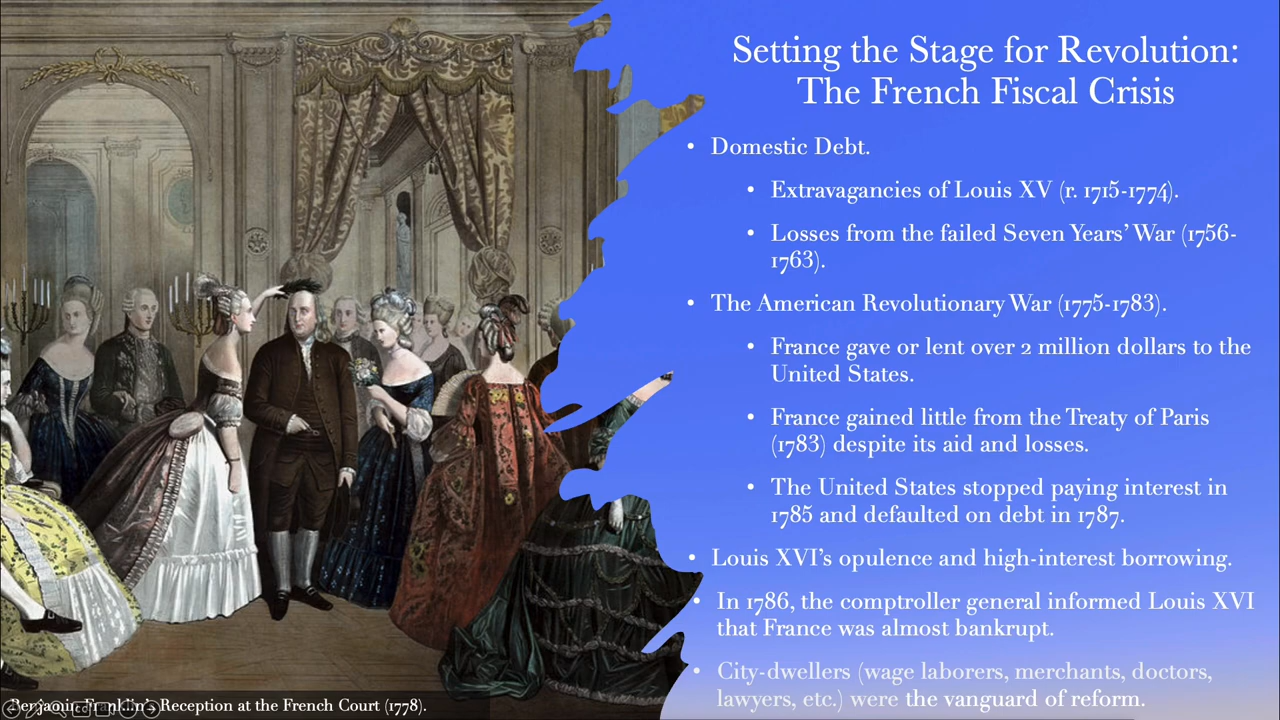 Setting the Stage for Revolution:
The French Fiscal Crisis
• Domestic Debt.
• Extravagancies of Louis XV (r. 1715-1774).
• Losses from the failed Seven Years' War (1756-
1763).
• The American Revolutionary War (1775-1783).
• France gave or lent over 2 million dollars to the
United States.
• France gained little from the Treaty of Paris
(1783) despite its aid and losses.
• The United States stopped paying interest in
1785 and defaulted on debt in 1787.
• Louis XVI's opulence and high-interest borrowing.
• In 1786, the comptroller general informed Louis XVI
that France was almost bankrupt.
• City-dwellers (wage laborers, merchants, doctors,
lawyers, etc.) were the vanguard of reform.
Benjamin Franklin's Reception at the French Court (1778).